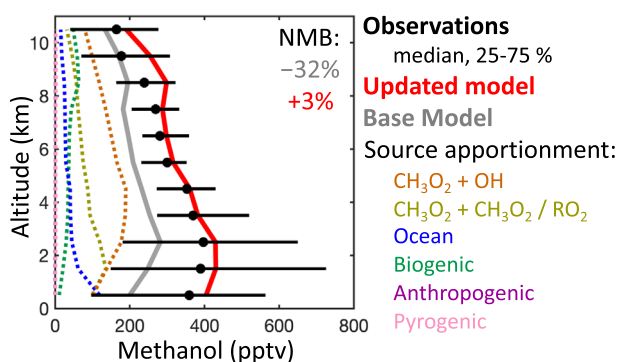 10
8
6
4
2
0
Altitude (km)
0
200
400
600
800
Methanol (pptv)
NMB:
−32%
+3%
Observations
median, 25-75 %
Updated model
Base Model
Source apportionment:
CH₃O₂ + OH
CH₃O₂ + CH₃O₂ / RO₂
Ocean
Biogenic
Anthropogenic
Pyrogenic